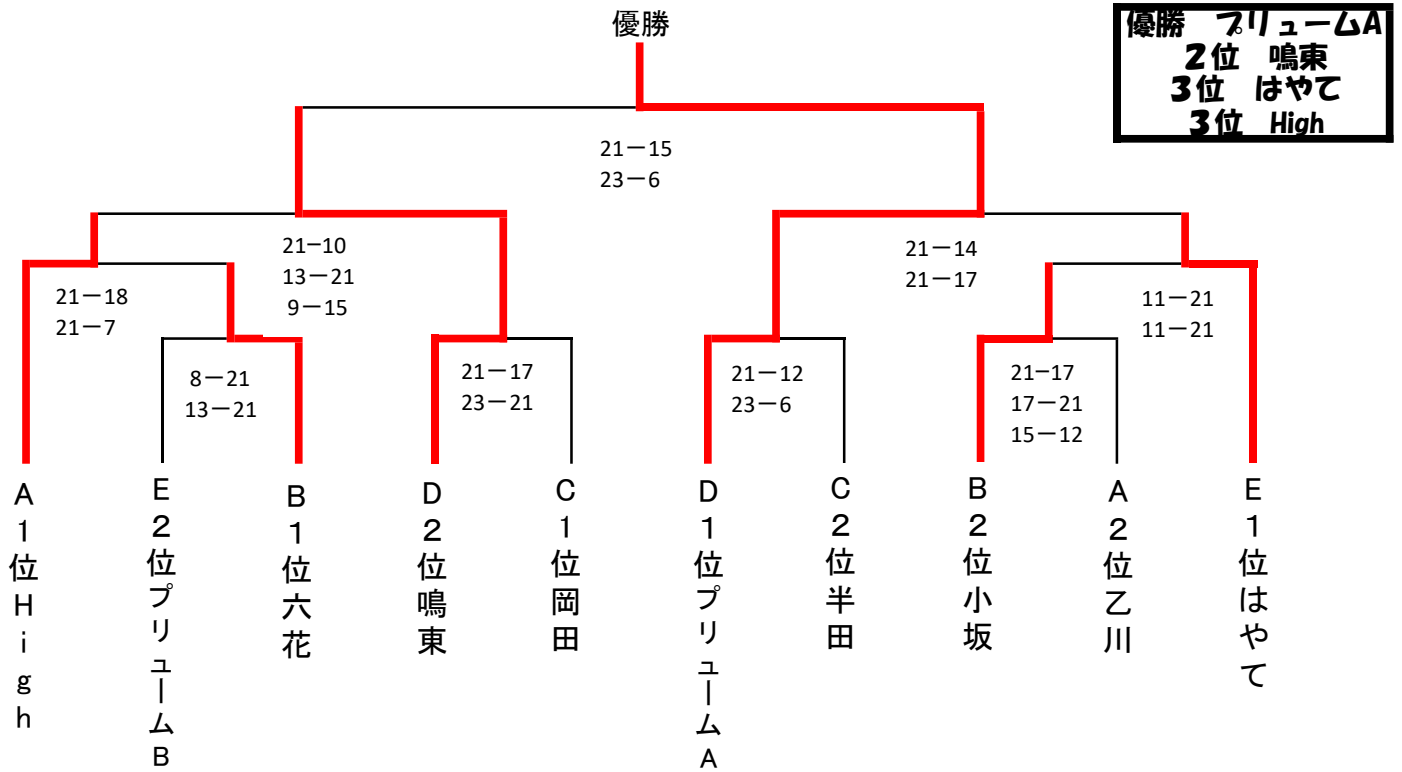 優勝
優勝　プリュームA
2位　鳴東
3位　はやて
3位　High
21－15
23－6
21－10
13－21
9－15
21－14
21－17
21－18
21－7
11－21
11－21
8－21
13－21
21－17
23－21
21－12
23－6
21－17
17－21
15－12
A1位High
E2位プリュームB
B1位六花
D2位鳴東
C1位岡田
D1位プリュームA
C2位半田
B2位小坂
A2位乙川
E1位はやて